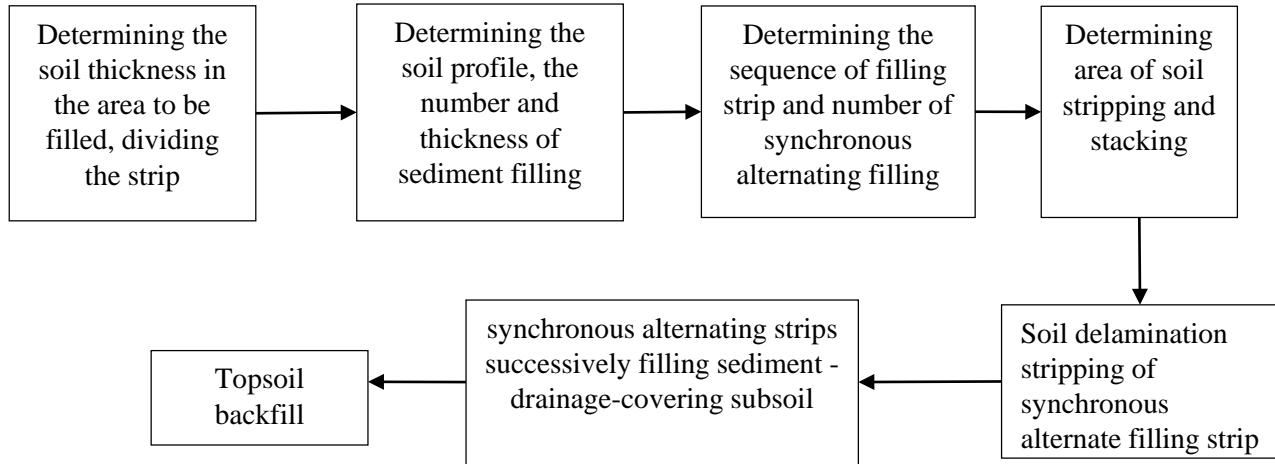 Determining the
soil thickness in
the area to be
filled, dividing
the strip
Determining the
soil profile, the
number and
thickness of
sediment filling
Determining the
sequence of filling
strip and number of
synchronous
alternating filling
Determining
area of soil
stripping and
stacking
Soil delamination
stripping of
synchronous
alternate filling strip
synchronous alternating strips
successively filling sediment -
drainage-covering subsoil
Topsoil
backfill